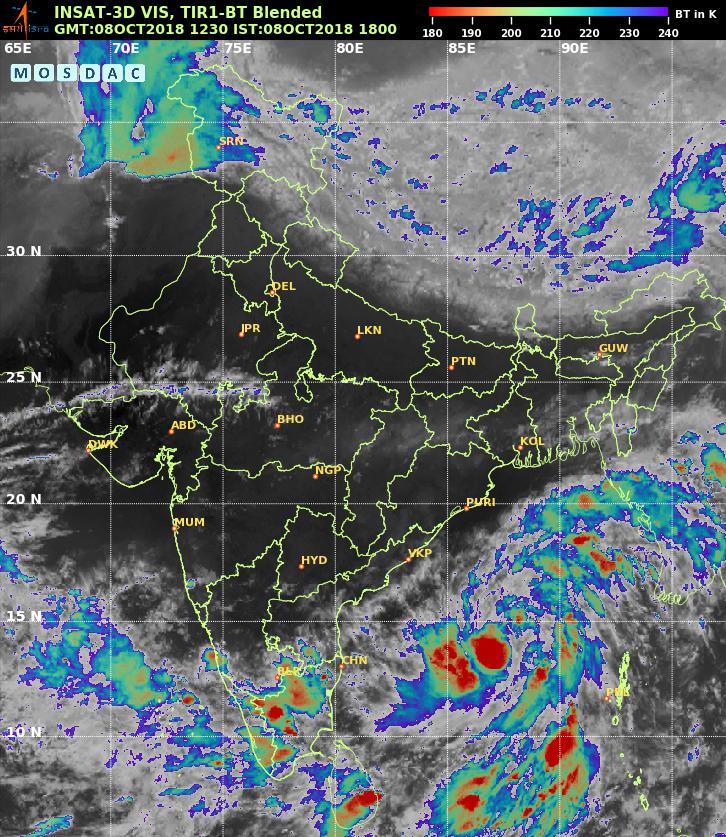 INSAT-3D VIS, TIR1-BT Blended
GMT:08OCT2018 1230 IST:08OCT2018 1800
BT in K
180 190 200 210 220 230 240
65E 70E 75E 80E 85E 90E
MOSDAC
SRN
30 N
DEL
JPR
LKN
PTN
GUW
25 N
ABD
BHO
DWK
KOL
NGP
20 N
PURI
MUM
VKP
HYD
15 N
CHN
BLR
PBL
10 N